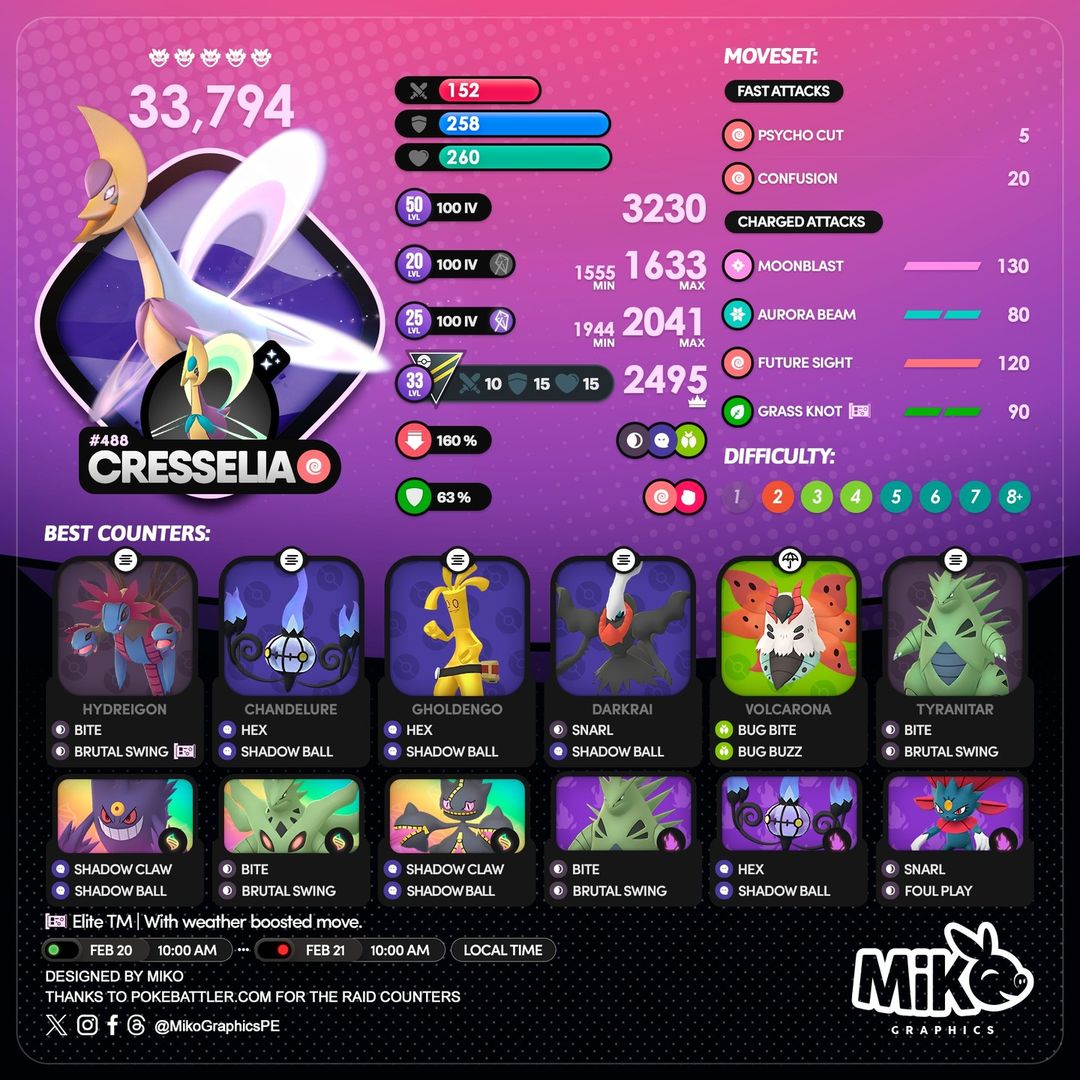 33,794
#488
CRESSELIA
152
258
260
50 LVL 100 IV 3230
20 LVL 100 IV 1555 MIN 1633 MAX
25 LVL 100 IV 1944 MIN 2041 MAX
33 LVL 10 15 15 2495
160 %
63 %
MOVESET:
FAST ATTACKS
PSYCHO CUT 5
CONFUSION 20
CHARGED ATTACKS
MOONBLAST 130
AURORA BEAM 80
FUTURE SIGHT 120
GRASS KNOT 90
DIFFICULTY:
1 2 3 4 5 6 7 8+
BEST COUNTERS:
HYDREIGON
BITE
BRUTAL SWING
CHANDELURE
HEX
SHADOW BALL
GHOLDENGO
HEX
SHADOW BALL
DARKRAI
SNARL
SHADOW BALL
VOLCARONA
BUG BITE
BUG BUZZ
TYRANITAR
BITE
BRUTAL SWING
SHADOW CLAW
SHADOW BALL
BITE
BRUTAL SWING
SHADOW CLAW
SHADOW BALL
BITE
BRUTAL SWING
HEX
SHADOW BALL
SNARL
FOUL PLAY
Elite TM | With weather boosted move.
FEB 20 10:00 AM ••• FEB 21 10:00 AM LOCAL TIME
DESIGNED BY MIKO
THANKS TO POKEBATTLER.COM FOR THE RAID COUNTERS
@MikoGraphicsPE
MiKO
GRAPHICS